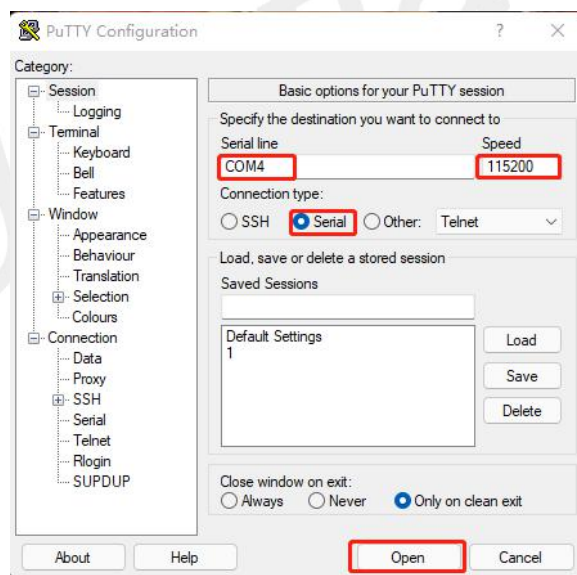 PuTTY Configuration
?
Category:
Session
Logging
Terminal
Keyboard
Bell
Features
Window
Appearance
Behaviour
Translation
Selection
Colours
Connection
Data
Proxy
SSH
Serial
Telnet
Rlogin
SUPDUP
Basic options for your PuTTY session
Specify the destination you want to connect to
Serial line Speed
COM4 115200
Connection type:
SSH Serial Other: Telnet
Load, save or delete a stored session
Saved Sessions
Default Settings
1
Load
Save
Delete
Close window on exit:
Always Never Only on clean exit
About Help Open Cancel